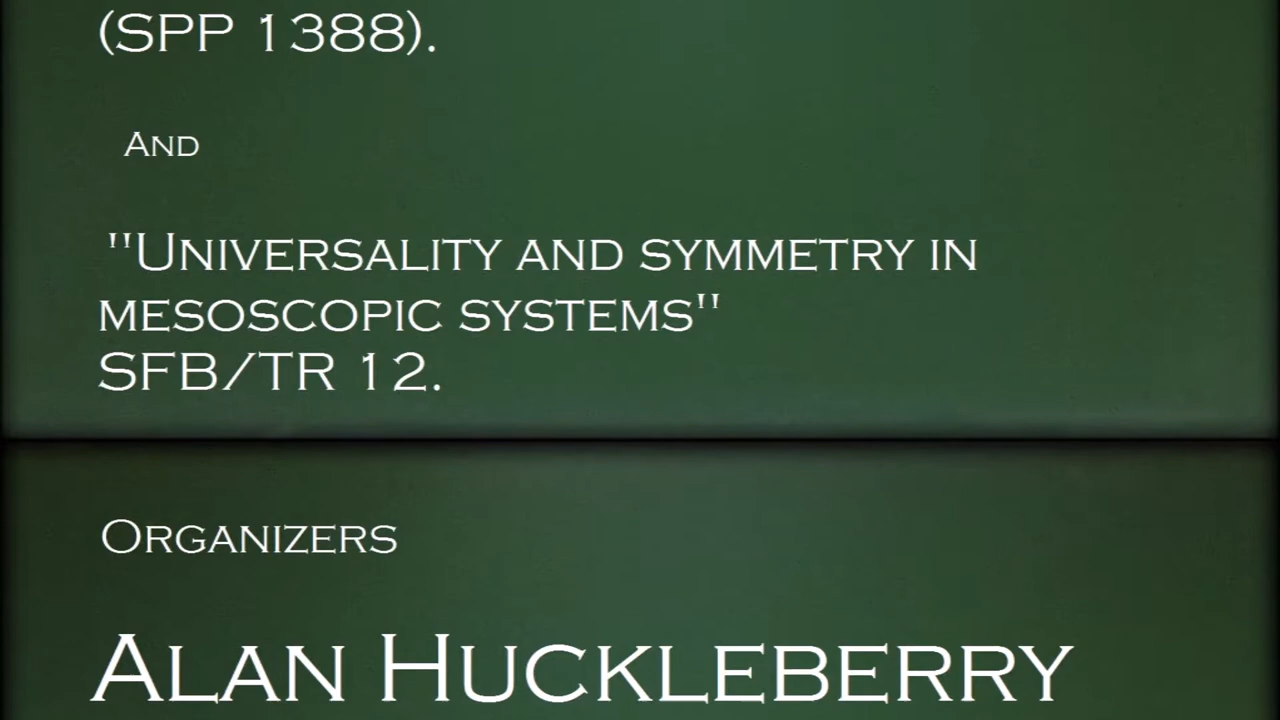 (SPP 1388).
And
"Universality and symmetry in
mesoscopic systems"
SFB/TR 12.
Organizers
Alan Huckleberry